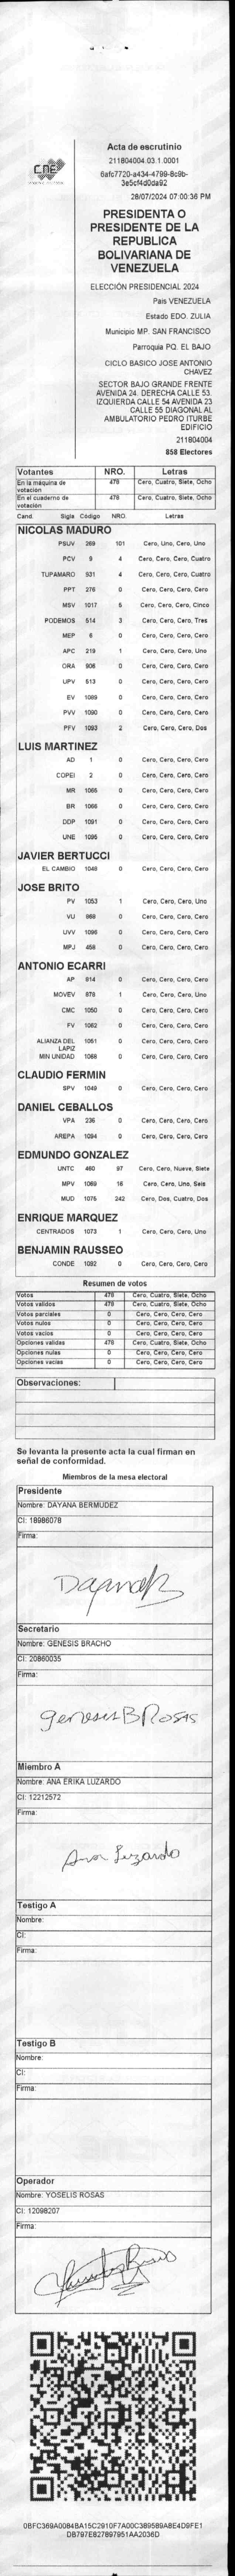 CNE
Acta de escrutinio
211804004.03.1.0001
6afc7720-a434-4799-8c9b-
3e5cf4d0da92
28/07/2024 07:00:36 PM
PRESIDENTA O
PRESIDENTE DE LA
REPUBLICA
BOLIVARIANA DE
VENEZUELA
ELECCIÓN PRESIDENCIAL 2024
Pais VENEZUELA
Estado EDO. ZULIA
Municipio MP. SAN FRANCISCO
Parroquia PQ. EL BAJO
CICLO BASICO JOSE ANTONIO
CHAVEZ
SECTOR BAJO GRANDE FRENTE
AVENIDA 24. DERECHA CALLE 53.
IZQUIERDA CALLE 54 AVENIDA 23
CALLE 55 DIAGONAL AL
AMBULATORIO PEDRO ITURBE
EDIFICIO
211804004
858 Electores
Votantes NRO. Letras
En la máquina de votación 478 Cero, Cuatro, Siete, Ocho
En el cuaderno de votación 478 Cero, Cuatro, Siete, Ocho
Cand. Sigla Código NRO. Letras
NICOLAS MADURO
PSUV 269 101 Cero, Uno, Cero, Uno
PCV 9 4 Cero, Cero, Cero, Cuatro
TUPAMARO 931 4 Cero, Cero, Cero, Cuatro
PPT 276 0 Cero, Cero, Cero, Cero
MSV 1017 5 Cero, Cero, Cero, Cinco
PODEMOS 514 3 Cero, Cero, Cero, Tres
MEP 6 0 Cero, Cero, Cero, Cero
APC 219 1 Cero, Cero, Cero, Uno
ORA 906 0 Cero, Cero, Cero, Cero
UPV 513 0 Cero, Cero, Cero, Cero
EV 1089 0 Cero, Cero, Cero, Cero
PVV 1090 0 Cero, Cero, Cero, Cero
PFV 1093 2 Cero, Cero, Cero, Dos
LUIS MARTINEZ
AD 1 0 Cero, Cero, Cero, Cero
COPEI 2 0 Cero, Cero, Cero, Cero
MR 1065 0 Cero, Cero, Cero, Cero
BR 1066 0 Cero, Cero, Cero, Cero
DDP 1091 0 Cero, Cero, Cero, Cero
UNE 1095 0 Cero, Cero, Cero, Cero
JAVIER BERTUCCI
EL CAMBIO 1048 0 Cero, Cero, Cero, Cero
JOSE BRITO
PV 1053 1 Cero, Cero, Cero, Uno
VU 968 0 Cero, Cero, Cero, Cero
UVV 1096 0 Cero, Cero, Cero, Cero
MPJ 458 0 Cero, Cero, Cero, Cero
ANTONIO ECARRI
AP 814 0 Cero, Cero, Cero, Cero
MOVEV 878 1 Cero, Cero, Cero, Uno
CMC 1050 0 Cero, Cero, Cero, Cero
FV 1062 0 Cero, Cero, Cero, Cero
ALIANZA DEL LAPIZ 1051 0 Cero, Cero, Cero, Cero
MIN UNIDAD 1068 0 Cero, Cero, Cero, Cero
CLAUDIO FERMIN
SPV 1049 0 Cero, Cero, Cero, Cero
DANIEL CEBALLOS
VPA 236 0 Cero, Cero, Cero, Cero
AREPA 1094 0 Cero, Cero, Cero, Cero
EDMUNDO GONZALEZ
UNTC 460 97 Cero, Cero, Nueve, Siete
MPV 1069 16 Cero, Cero, Uno, Seis
MUD 1075 242 Cero, Dos, Cuatro, Dos
ENRIQUE MARQUEZ
CENTRADOS 1073 1 Cero, Cero, Cero, Uno
BENJAMIN RAUSSEO
CONDE 1082 0 Cero, Cero, Cero, Cero
Resumen de votos
Votos 478 Cero, Cuatro, Siete, Ocho
Votos validos 478 Cero, Cuatro, Siete, Ocho
Votos parciales 0 Cero, Cero, Cero, Cero
Votos nulos 0 Cero, Cero, Cero, Cero
Votos vacios 0 Cero, Cero, Cero, Cero
Opciones validas 478 Cero, Cuatro, Siete, Ocho
Opciones nulas 0 Cero, Cero, Cero, Cero
Opciones vacias 0 Cero, Cero, Cero, Cero
Observaciones:
Se levanta la presente acta la cual firman en
señal de conformidad.
Miembros de la mesa electoral
Presidente
Nombre: DAYANA BERMUDEZ
CI: 18986078
Firma:
DayanaB
Secretario
Nombre: GENESIS BRACHO
CI: 20860035
Firma:
genesis B Rosas
Miembro A
Nombre: ANA ERIKA LUZARDO
CI: 12212572
Firma:
Ana Luzardo
Testigo A
Nombre:
CI:
Firma:
Testigo B
Nombre:
CI:
Firma:
Operador
Nombre: YOSELIS ROSAS
CI: 12098207
Firma:
0BFC369A0084BA15C2910F7A00C389589A8E4D9FE1
DB797E827897951AA2036D